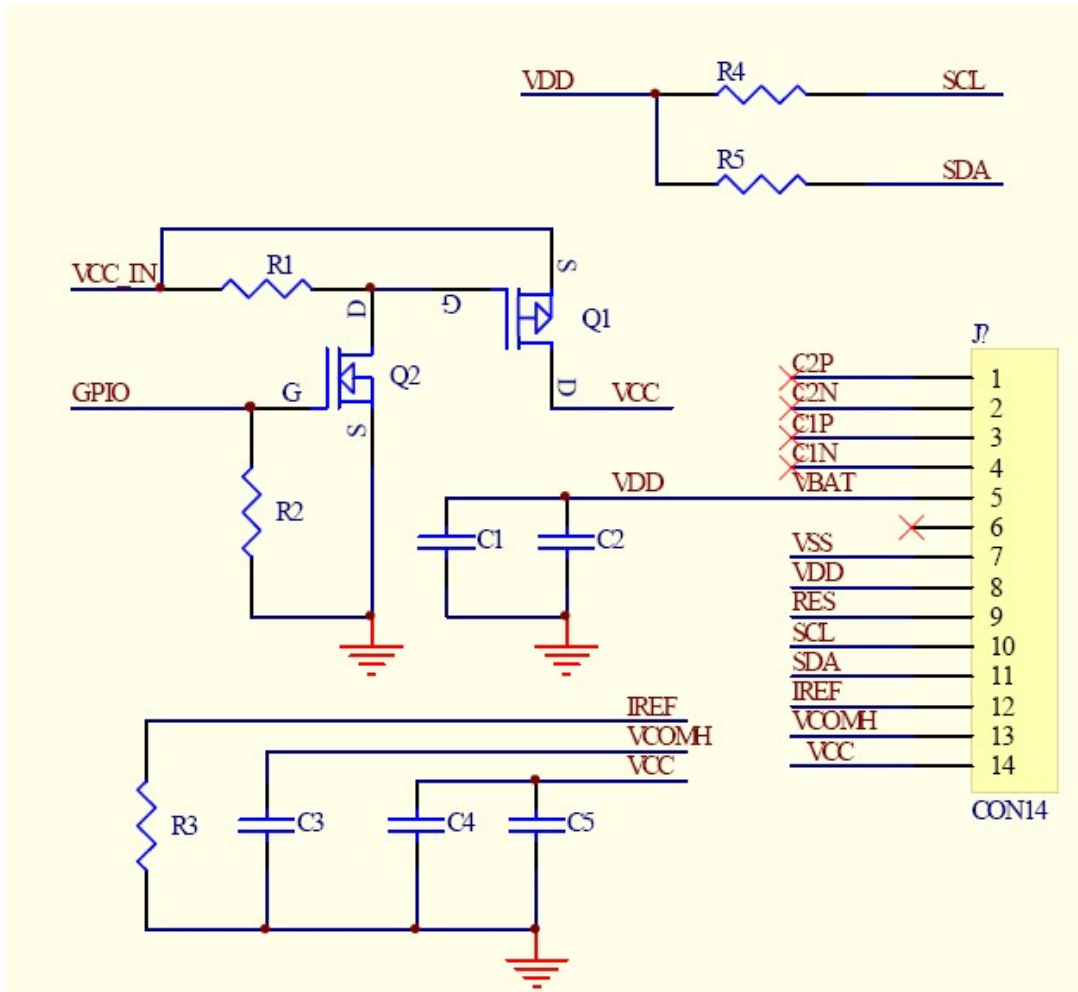 VDD R4 SCL
R5 SDA
VCC_IN R1 D G S Q1
D VCC
GPIO G Q2 S
R2
VDD VBAT
C1 C2
J?
C2P 1
C2N 2
C1P 3
C1N 4
VBAT 5
6
VSS 7
VDD 8
RES 9
SCL 10
SDA 11
IREF 12
VCOMH 13
VCC 14
CON14
IREF
VCOMH
VCC
R3 C3 C4 C5